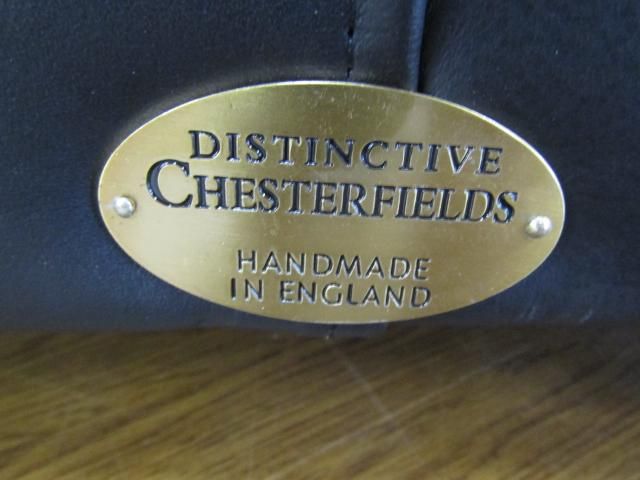 DISTINCTIVE
CHESTERFIELDS
HANDMADE
IN ENGLAND